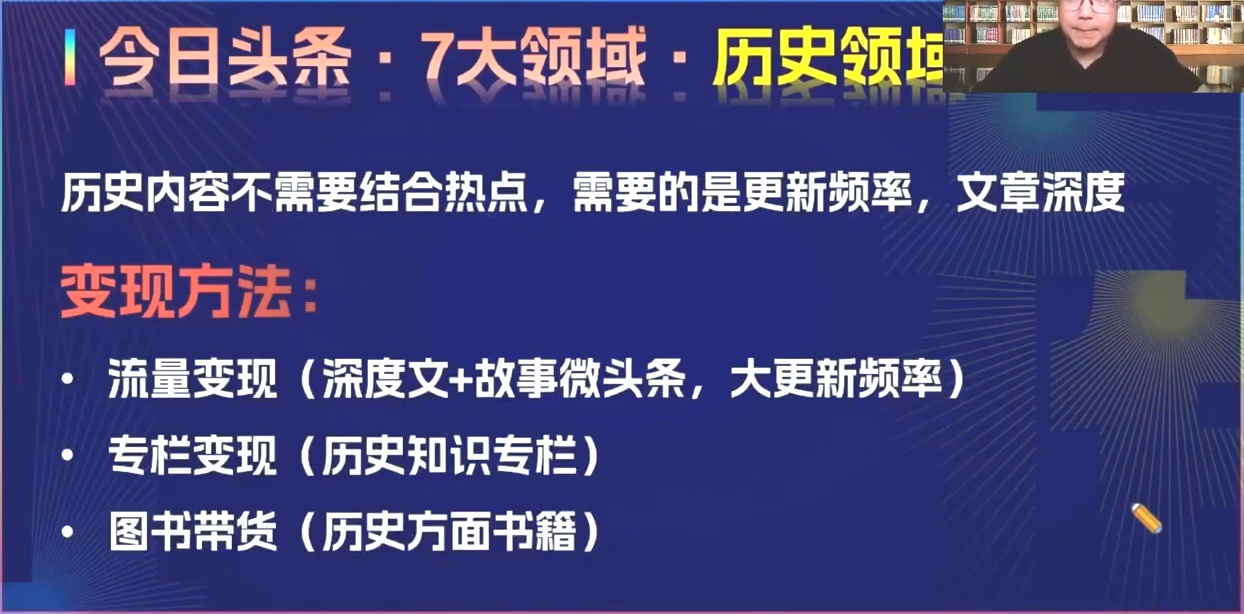 今日头条·7大领域·历史领域
历史内容不需要结合热点，需要的是更新频率，文章深度
变现方法：
• 流量变现（深度文+故事微头条，大更新频率）
• 专栏变现（历史知识专栏）
• 图书带货（历史方面书籍）